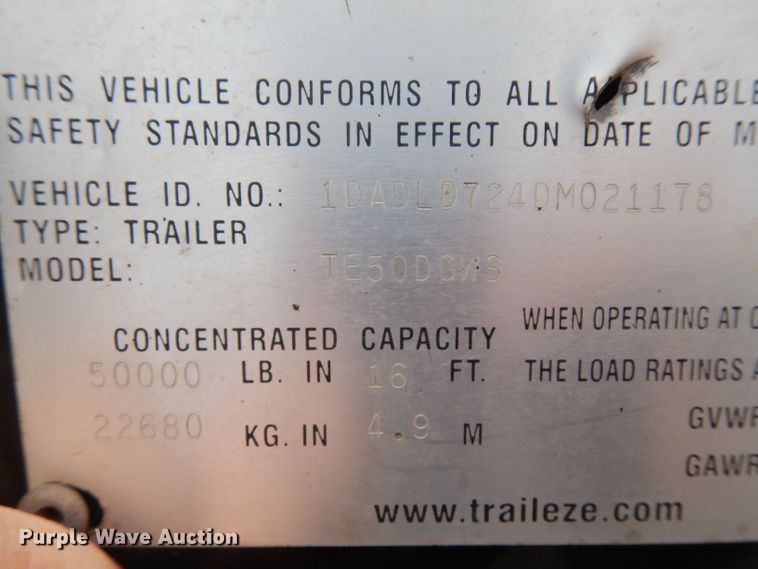 THIS VEHICLE CONFORMS TO ALL APPLICABLE
SAFETY STANDARDS IN EFFECT ON DATE OF M
VEHICLE ID. NO.: 1DADLD724DM021178
TYPE: TRAILER
MODEL: TE50DGWS
CONCENTRATED CAPACITY
50000 LB. IN 16 FT.
22680 KG. IN 4.9 M
WHEN OPERATING AT
THE LOAD RATINGS
GVWR
GAWR
www.traileze.com
Purple Wave Auction